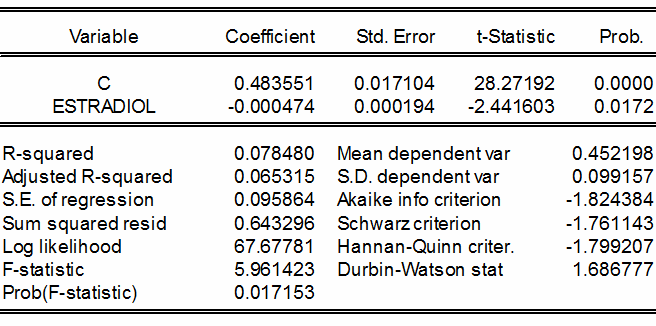 Variable Coefficient Std. Error t-Statistic Prob.
C 0.483551 0.017104 28.27192 0.0000
ESTRADIOL -0.000474 0.000194 -2.441603 0.0172
R-squared 0.078480 Mean dependent var 0.452198
Adjusted R-squared 0.065315 S.D. dependent var 0.099157
S.E. of regression 0.095864 Akaike info criterion -1.824384
Sum squared resid 0.643296 Schwarz criterion -1.761143
Log likelihood 67.67781 Hannan-Quinn criter. -1.799207
F-statistic 5.961423 Durbin-Watson stat 1.686777
Prob(F-statistic) 0.017153